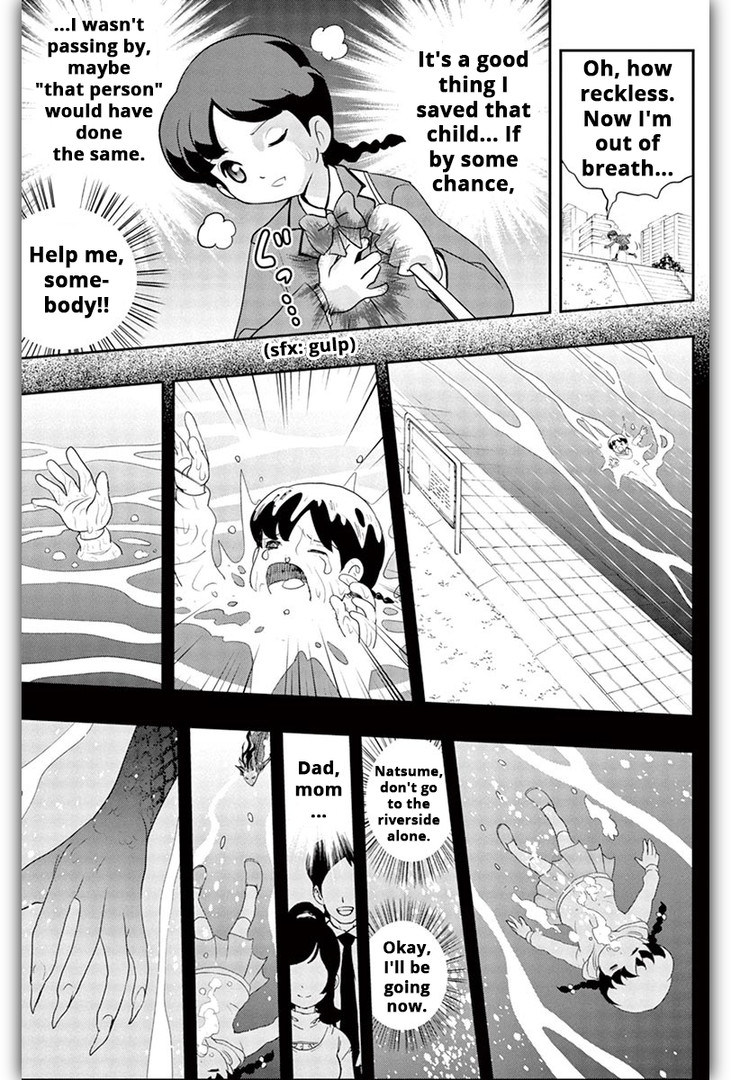 Oh, how
reckless.
Now I'm
out of
breath...
It's a good
thing I
saved that
child... If
by some
chance,
...I wasn't
passing by,
maybe
"that person"
would have
done
the same.
グッ
...
(sfx: gulp)
Help me,
some-
body!!
Natsume,
don't go
to the
riverside
alone.
Okay,
I'll be
going
now.
Dad,
mom
...